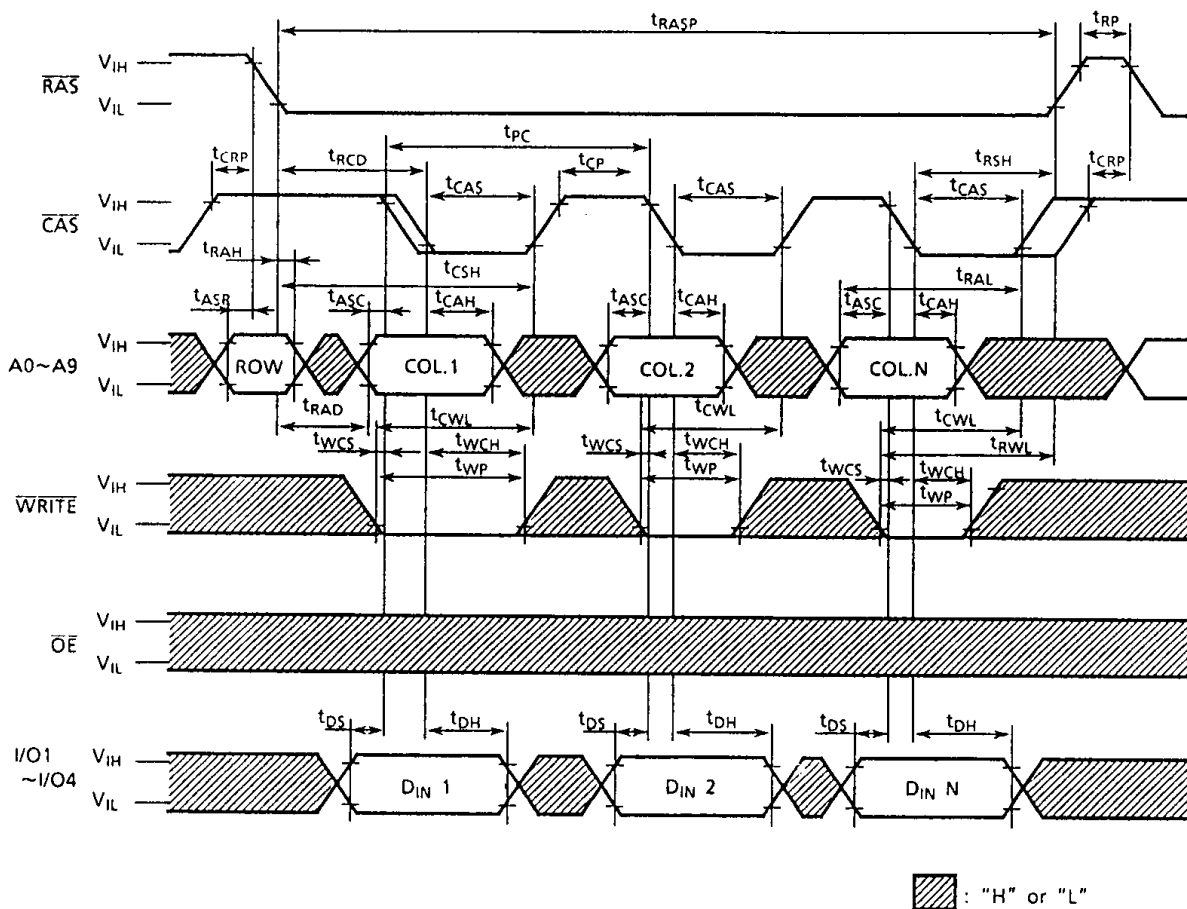 tRASP
tRP
RAS
VIH
VIL
tCRP
tRCD
tPC
tCP
tRSH
tCRP
CAS
VIH
VIL
tCAS
tCAS
tCAS
tRAH
tCSH
tRAL
tASR
tASC
tCAH
tASC
tCAH
tASC
tCAH
A0~A9
VIH
VIL
ROW
COL.1
COL.2
COL.N
tRAD
tCWL
tCWL
tCWL
tWCS
tWCH
tWCS
tWCH
tRWL
tWP
tWP
tWCS
tWCH
tWP
WRITE
VIH
VIL
OE
VIH
VIL
tDS
tDH
tDS
tDH
tDS
tDH
I/O1
~I/O4
VIH
VIL
DIN 1
DIN 2
DIN N
: "H" or "L"